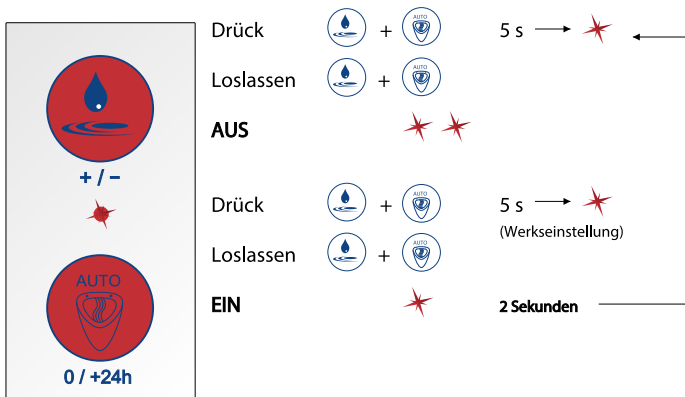 Drück + AUTO 5 s
Loslassen + AUTO
AUS
+ / −
Drück + AUTO 5 s
(Werkseinstellung)
Loslassen + AUTO
AUTO
EIN 2 Sekunden
0 / +24h